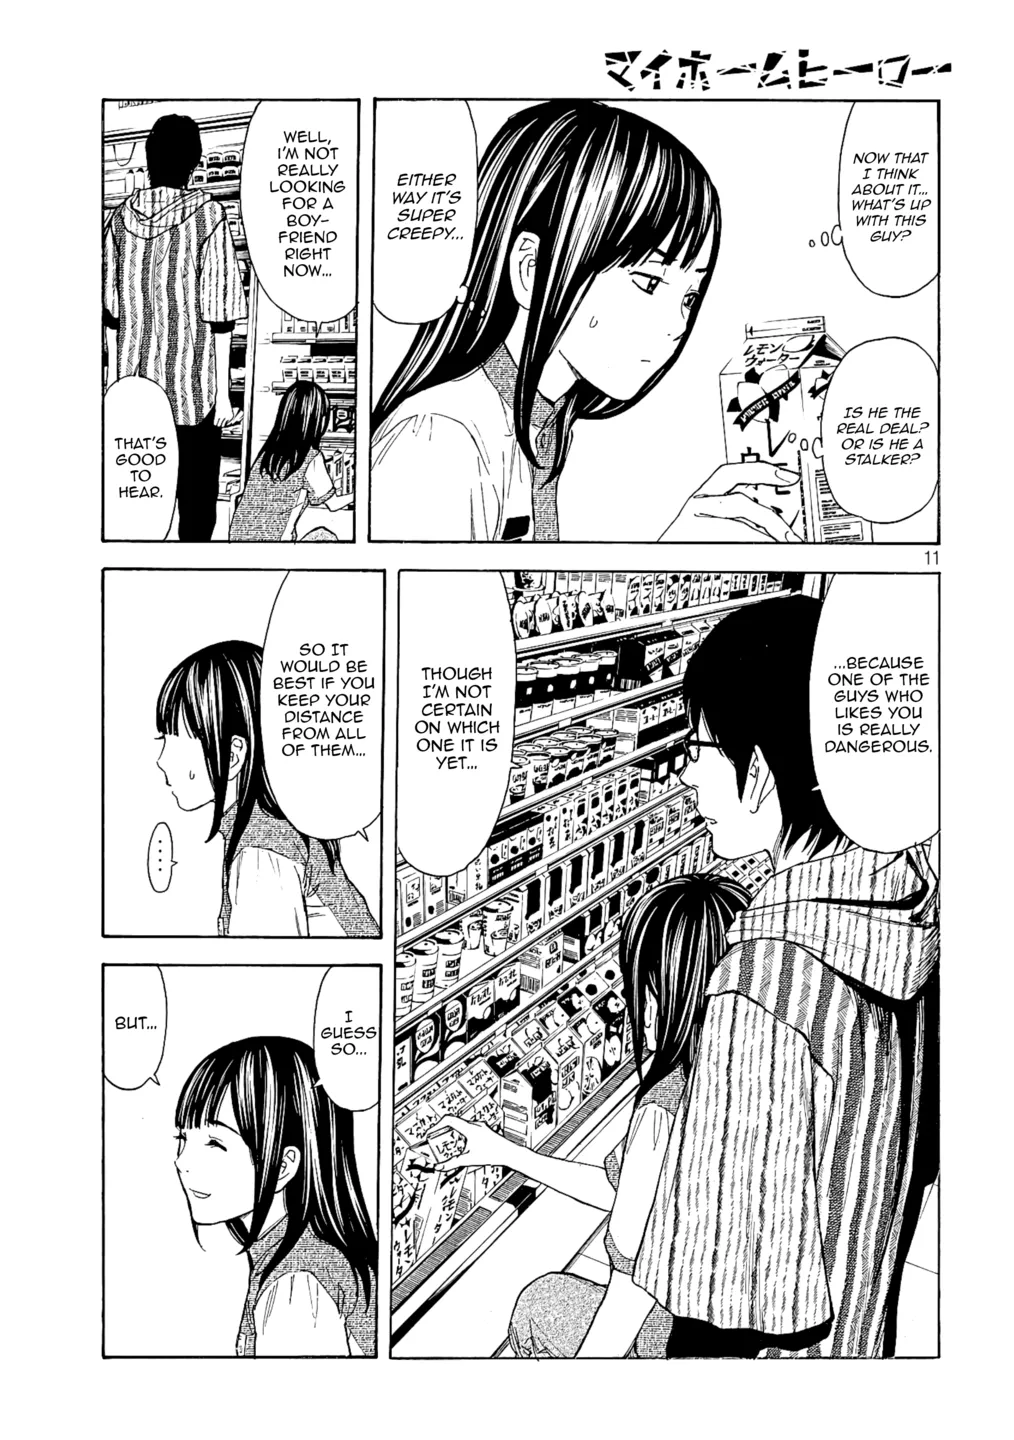 マイホームヒーロー
NOW THAT
I THINK
ABOUT IT...
WHAT'S UP
WITH THIS
GUY?
IS HE THE
REAL DEAL?
OR IS HE A
STALKER?
EITHER
WAY IT'S
SUPER
CREEPY...
レモン
ウォーター
WELL,
I'M NOT
REALLY
LOOKING
FOR A
BOY-
FRIEND
RIGHT
NOW...
THAT'S
GOOD
TO
HEAR.
11
...BECAUSE
ONE OF THE
GUYS WHO
LIKES YOU
IS REALLY
DANGEROUS.
THOUGH
I'M NOT
CERTAIN
ON WHICH
ONE IT IS
YET...
SO IT
WOULD BE
BEST IF YOU
KEEP YOUR
DISTANCE
FROM ALL
OF THEM...
....
I
GUESS
SO...
BUT...